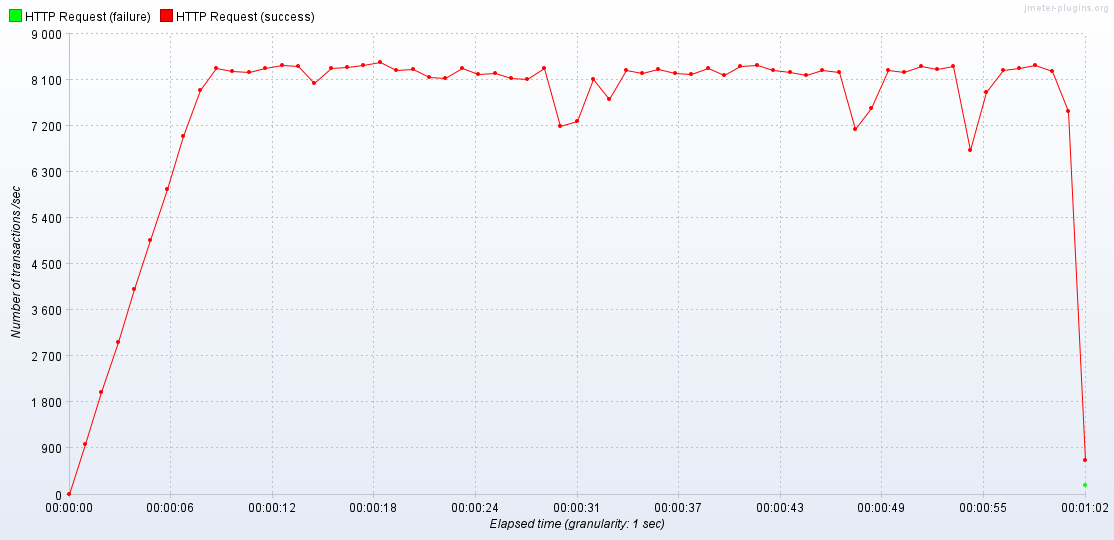 HTTP Request (failure) HTTP Request (success)
jmeter-plugins.org
9 000
8 100
7 200
6 300
5 400
4 500
3 600
2 700
1 800
900
0
Number of transactions /sec
00:00:00 00:00:06 00:00:12 00:00:18 00:00:24 00:00:31 00:00:37 00:00:43 00:00:49 00:00:55 00:01:02
Elapsed time (granularity: 1 sec)